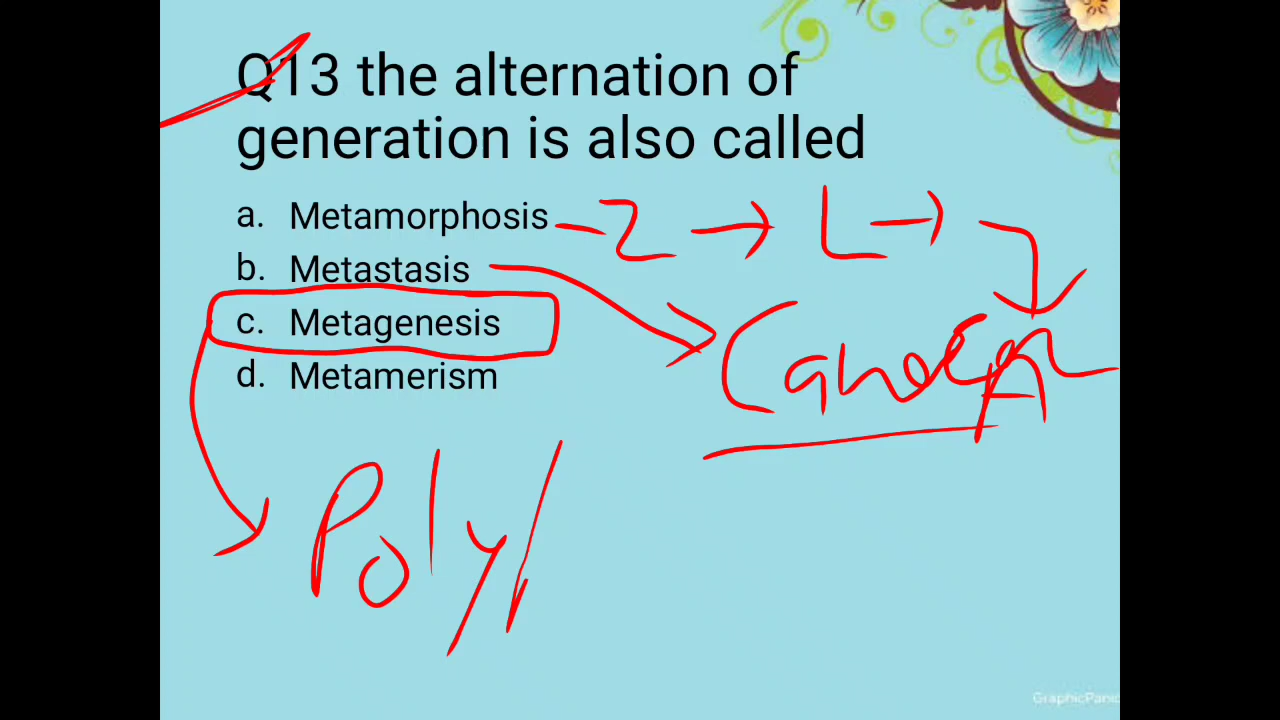 Q13 the alternation of
generation is also called
a. Metamorphosis – Z → L → A
b. Metastasis → Cancer
c. Metagenesis
d. Metamerism
Poly
GraphicPanic